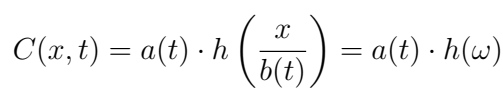 C(x, t) = a(t) · h ( x / b(t) ) = a(t) · h(ω)